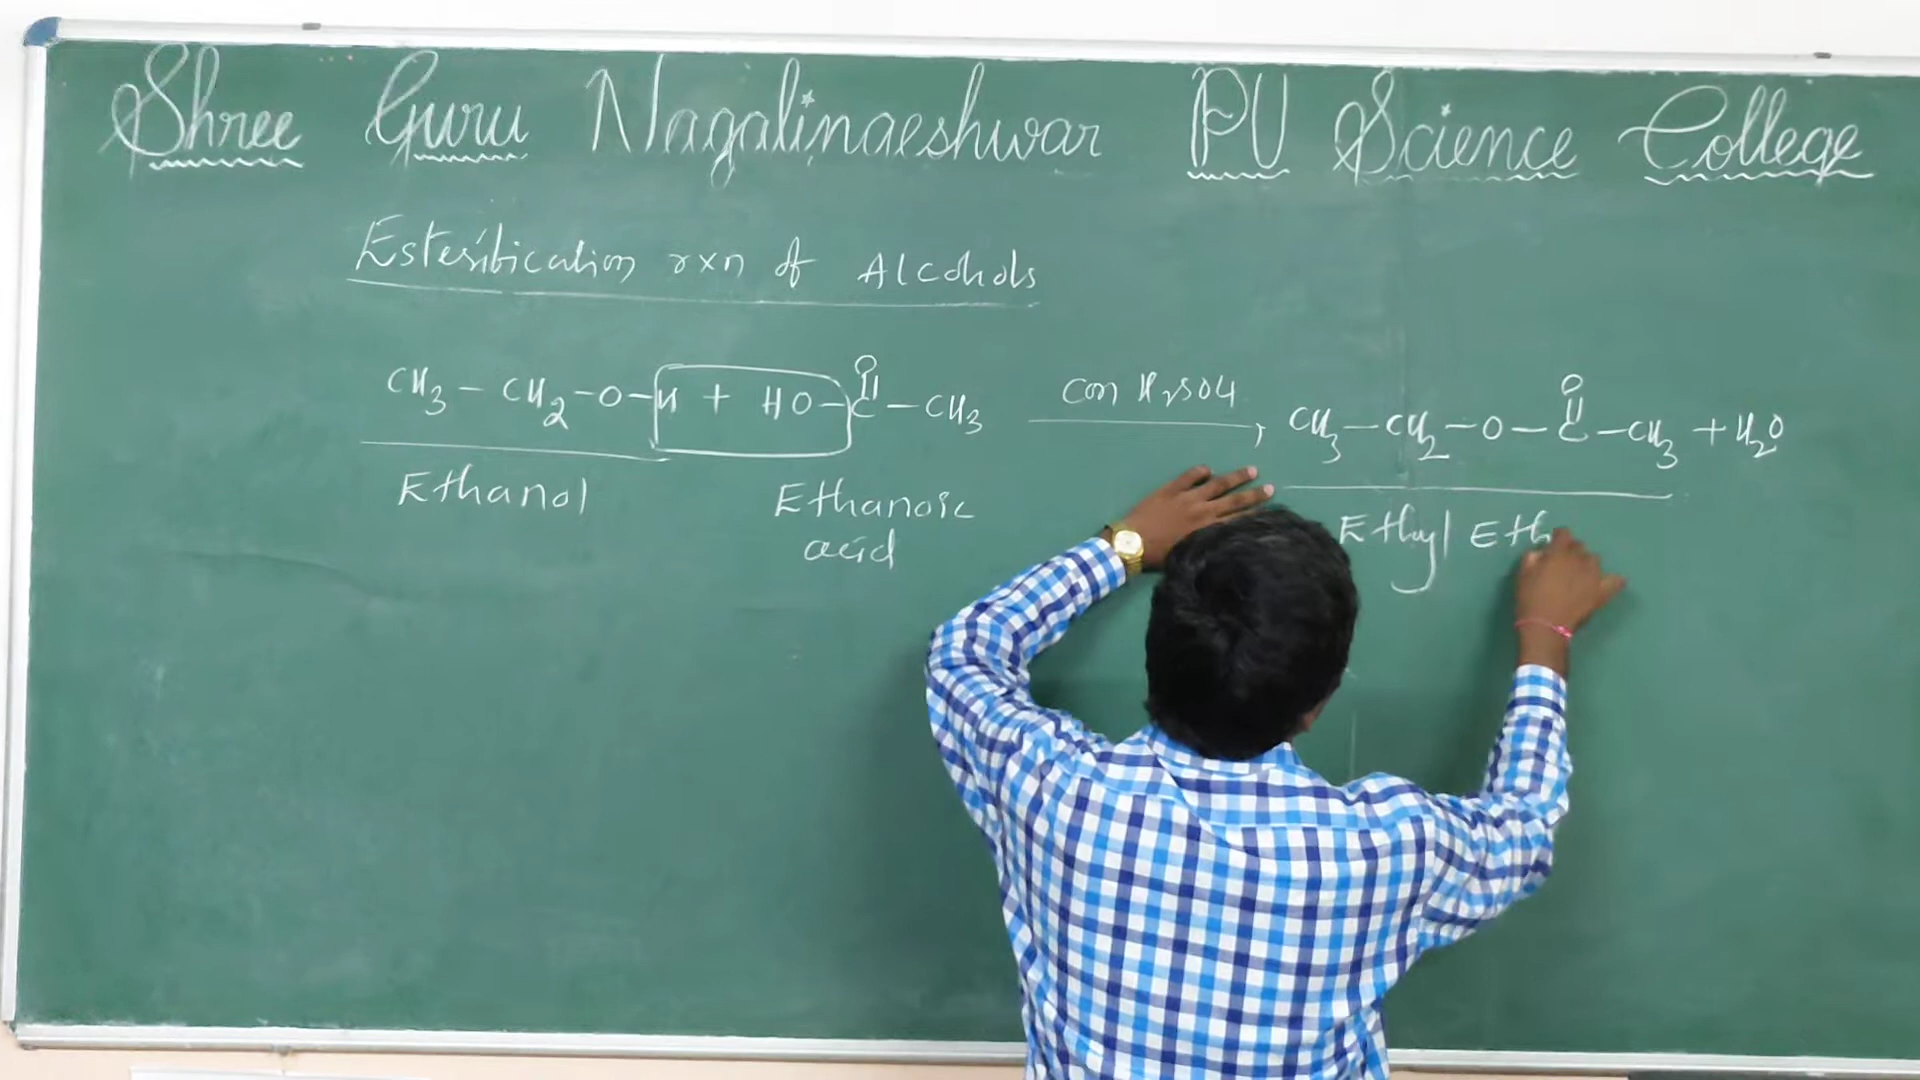 Shree Guru Nagalingeshwar PU Science College
Esterification rxn of Alcohols
CH3 – CH2 – O – H + HO – C – CH3
O
Con H2SO4
CH3 – CH2 – O – C – CH3 + H2O
O
Ethanol
Ethanoic
acid
Ethyl Eth